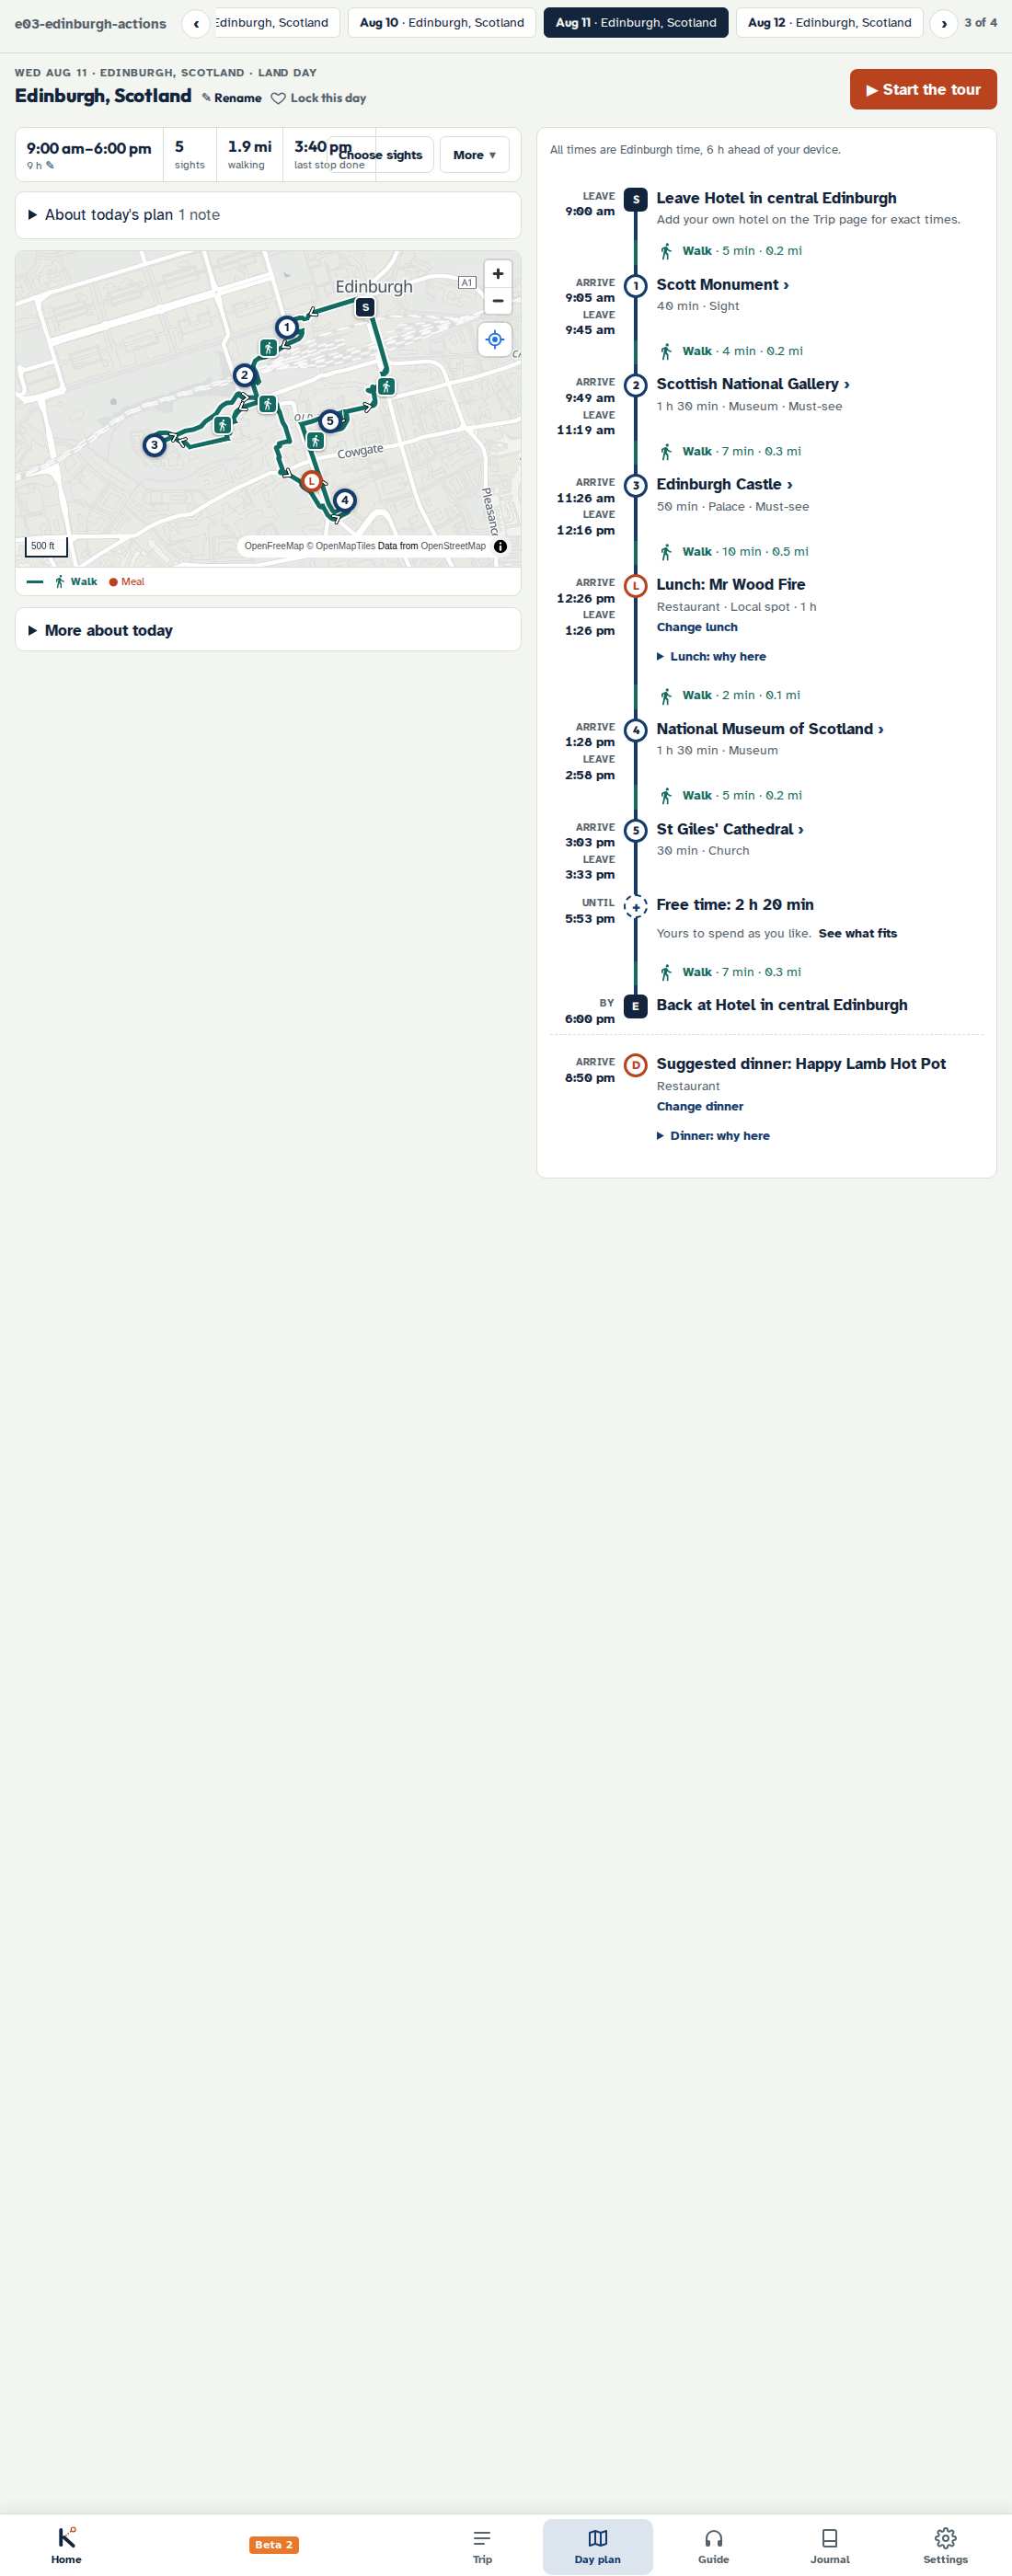 e03-edinburgh-actions
‹
Edinburgh, Scotland
Aug 10 · Edinburgh, Scotland
Aug 11 · Edinburgh, Scotland
Aug 12 · Edinburgh, Scotland
›
3 of 4
WED AUG 11 · EDINBURGH, SCOTLAND · LAND DAY
Edinburgh, Scotland ✎ Rename Lock this day
▶ Start the tour
9:00 am–6:00 pm
9 h ✎
5
sights
1.9 mi
walking
3:40 pm
last stop done
Choose sights
More ▾
▶ About today's plan 1 note
Edinburgh
A1
S
1
2
3
5
OLD
Cowgate
L
4
Pleasance
+
−
500 ft
OpenFreeMap © OpenMapTiles Data from OpenStreetMap
Walk
Meal
▶ More about today
All times are Edinburgh time, 6 h ahead of your device.
LEAVE
9:00 am
S
Leave Hotel in central Edinburgh
Add your own hotel on the Trip page for exact times.
Walk · 5 min · 0.2 mi
ARRIVE
9:05 am
LEAVE
9:45 am
1
Scott Monument ›
40 min · Sight
Walk · 4 min · 0.2 mi
ARRIVE
9:49 am
LEAVE
11:19 am
2
Scottish National Gallery ›
1 h 30 min · Museum · Must-see
Walk · 7 min · 0.3 mi
ARRIVE
11:26 am
LEAVE
12:16 pm
3
Edinburgh Castle ›
50 min · Palace · Must-see
Walk · 10 min · 0.5 mi
ARRIVE
12:26 pm
LEAVE
1:26 pm
L
Lunch: Mr Wood Fire
Restaurant · Local spot · 1 h
Change lunch
▶ Lunch: why here
Walk · 2 min · 0.1 mi
ARRIVE
1:28 pm
LEAVE
2:58 pm
4
National Museum of Scotland ›
1 h 30 min · Museum
Walk · 5 min · 0.2 mi
ARRIVE
3:03 pm
LEAVE
3:33 pm
5
St Giles' Cathedral ›
30 min · Church
UNTIL
5:53 pm
+
Free time: 2 h 20 min
Yours to spend as you like. See what fits
Walk · 7 min · 0.3 mi
BY
6:00 pm
E
Back at Hotel in central Edinburgh
ARRIVE
8:50 pm
D
Suggested dinner: Happy Lamb Hot Pot
Restaurant
Change dinner
▶ Dinner: why here
Home
Beta 2
Trip
Day plan
Guide
Journal
Settings